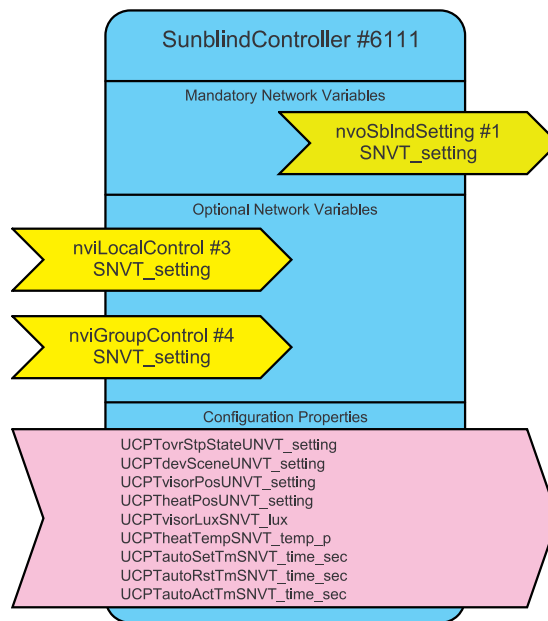 SunblindController #6111
Mandatory Network Variables
nvoSblndSetting #1
SNVT_setting
Optional Network Variables
nviLocalControl #3
SNVT_setting
nviGroupControl #4
SNVT_setting
Configuration Properties
UCPTovrStpStateUNVT_setting
UCPTdevSceneUNVT_setting
UCPTvisorPosUNVT_setting
UCPTheatPosUNVT_setting
UCPTvisorLuxSNVT_lux
UCPTheatTempSNVT_temp_p
UCPTautoSetTmSNVT_time_sec
UCPTautoRstTmSNVT_time_sec
UCPTautoActTmSNVT_time_sec